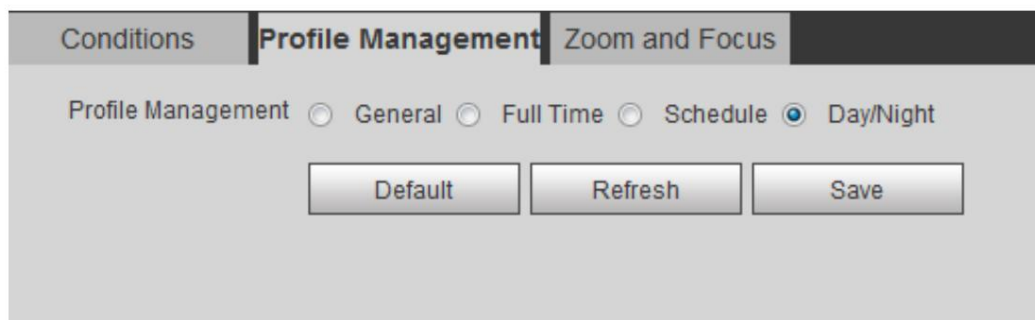 Conditions Profile Management Zoom and Focus
Profile Management General Full Time Schedule Day/Night
Default Refresh Save